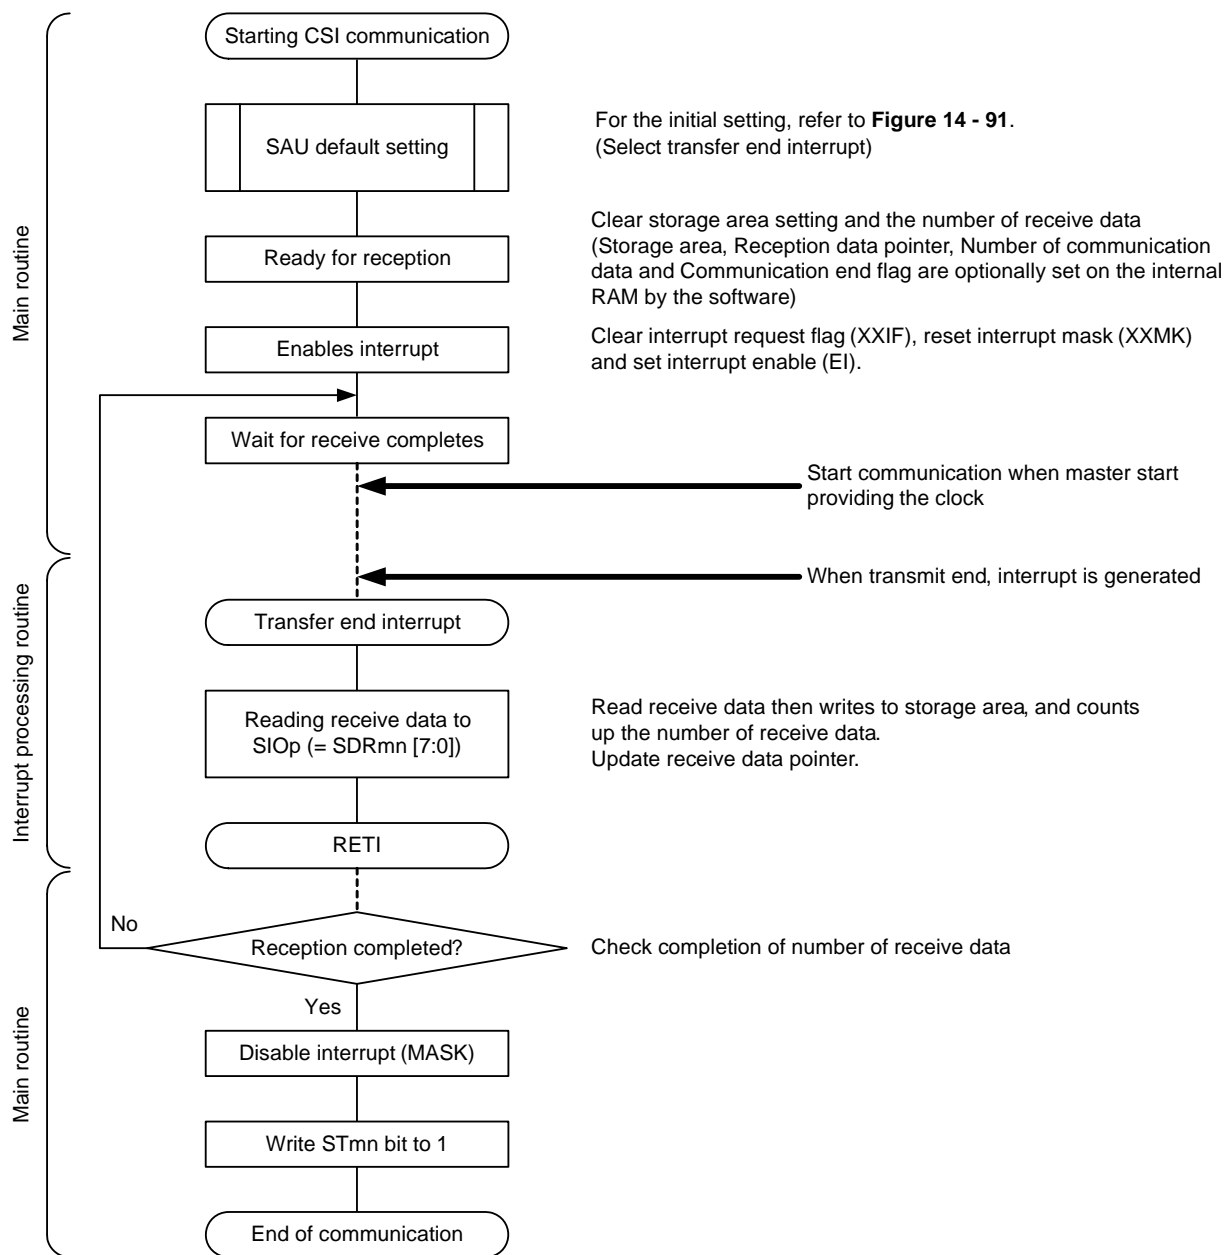 Starting CSI communication
For the initial setting, refer to Figure 14 - 91.
(Select transfer end interrupt)
SAU default setting
Clear storage area setting and the number of receive data
(Storage area, Reception data pointer, Number of communication
data and Communication end flag are optionally set on the internal
RAM by the software)
Ready for reception
Main routine
Clear interrupt request flag (XXIF), reset interrupt mask (XXMK)
and set interrupt enable (EI).
Enables interrupt
Wait for receive completes
Start communication when master start
providing the clock
When transmit end, interrupt is generated
Transfer end interrupt
Interrupt processing routine
Reading receive data to
SIOp (= SDRmn [7:0])
Read receive data then writes to storage area, and counts
up the number of receive data.
Update receive data pointer.
RETI
No
Reception completed?
Check completion of number of receive data
Yes
Main routine
Disable interrupt (MASK)
Write STmn bit to 1
End of communication